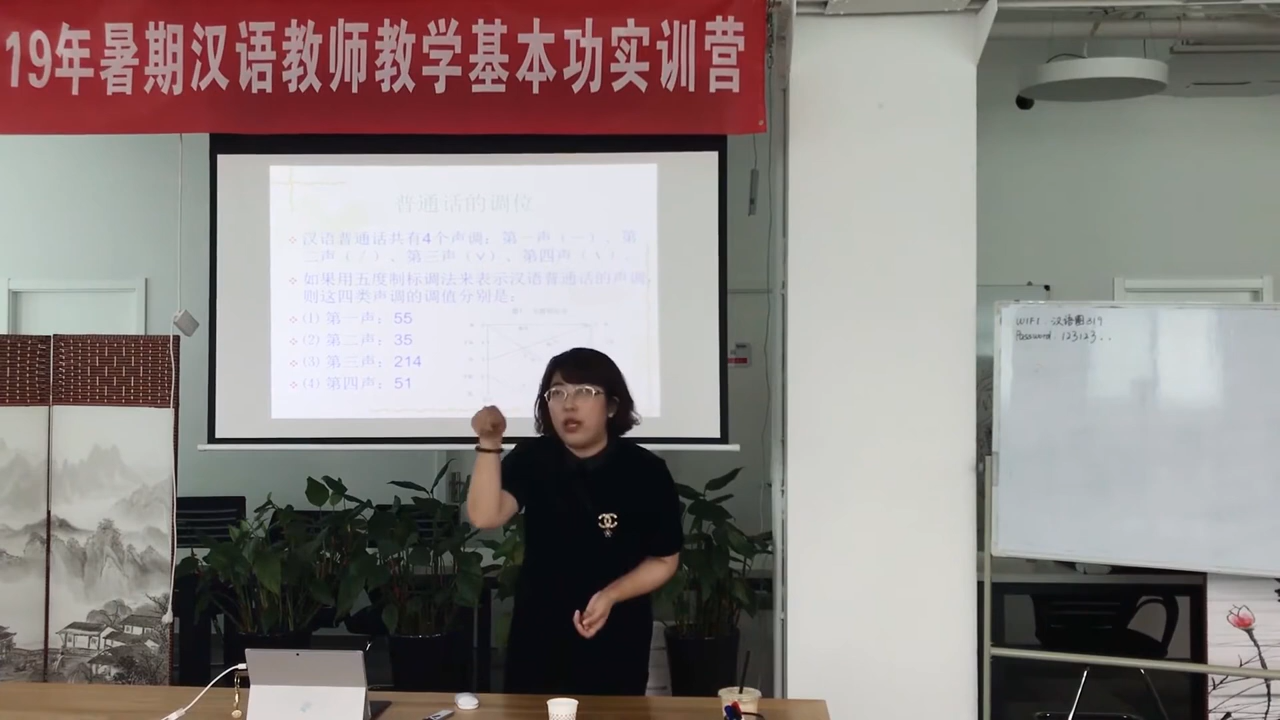 19年暑期汉语教师教学基本功实训营
普通话的调位
汉语普通话共有4个声调：第一声（一）、第
二声（／）、第三声（∨）、第四声（＼）
如果用五度制标调法来表示汉语普通话的声调，
则这四类声调的调值分别是：
⑴ 第一声：55
⑵ 第二声：35
⑶ 第三声：214
⑷ 第四声：51
WIFI：汉语圈319
Password：123123..